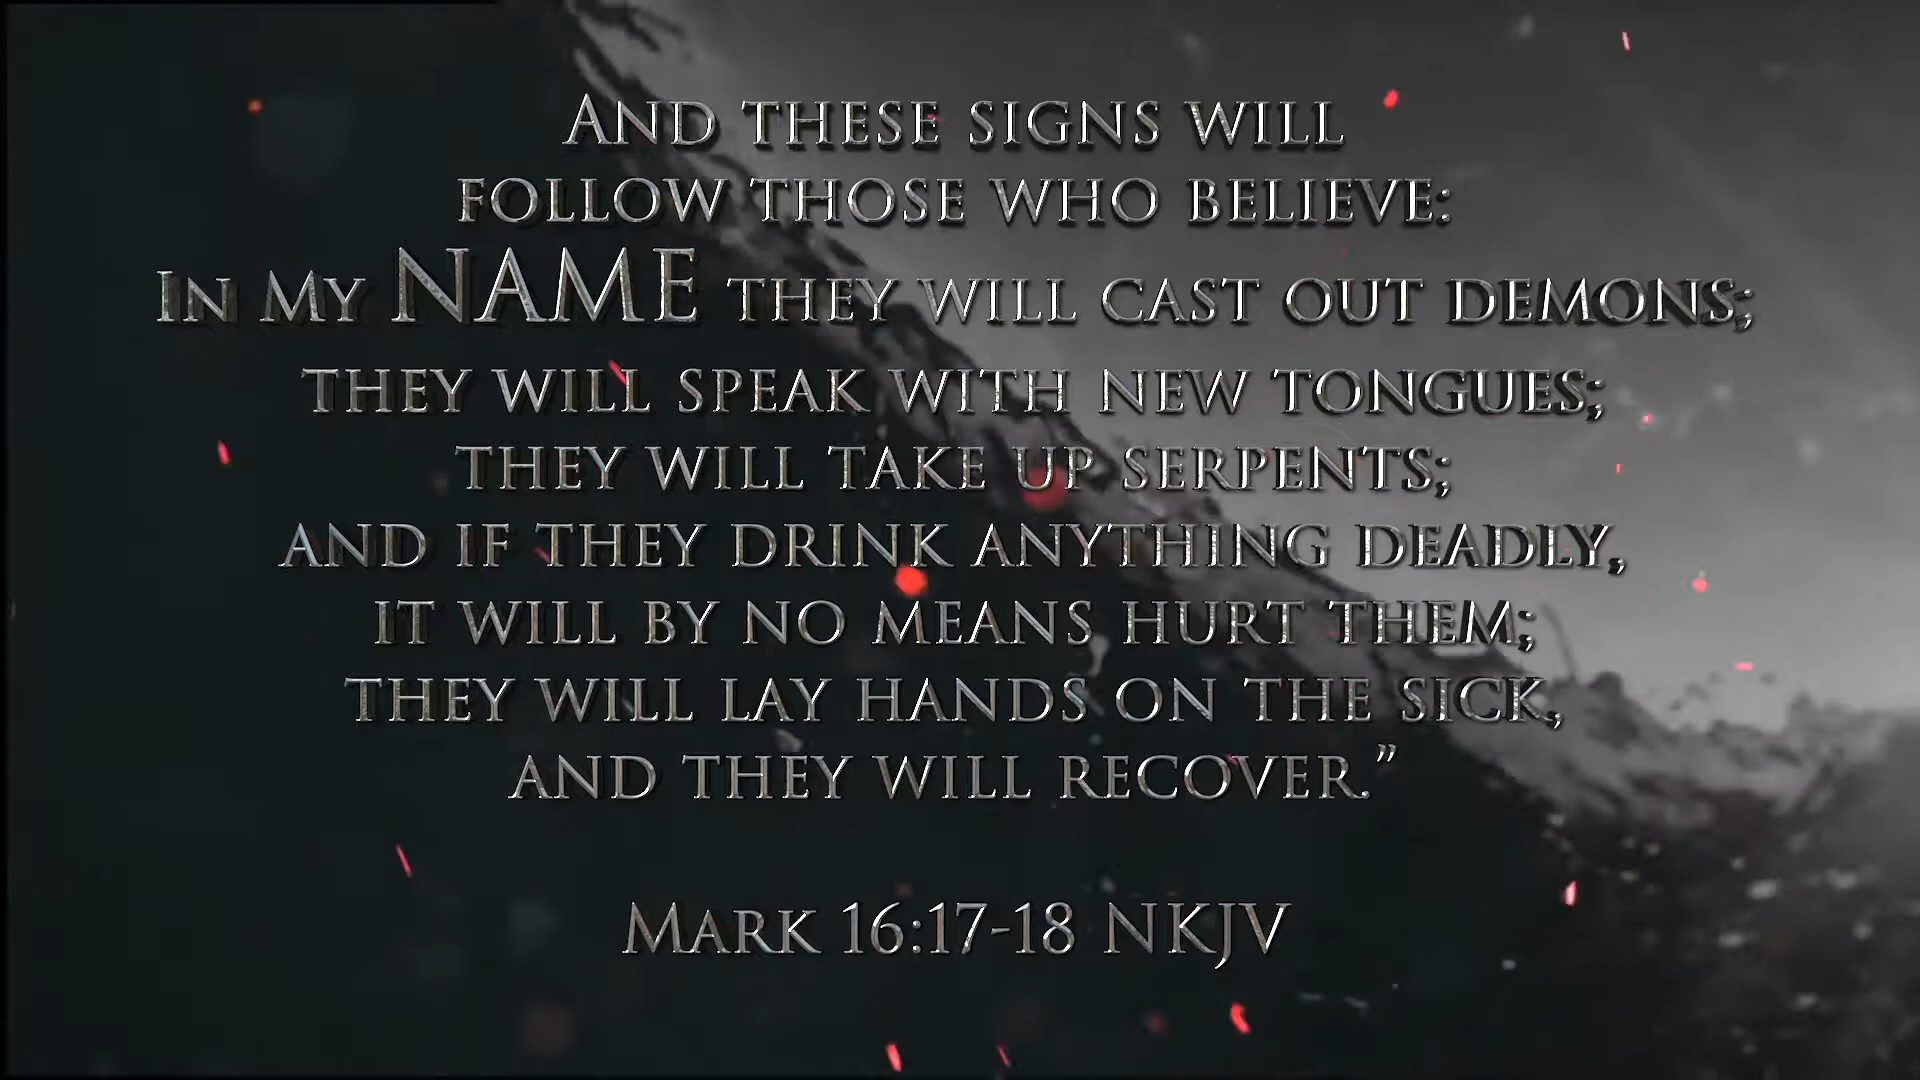 And these signs will
follow those who believe:
In My NAME they will cast out demons;
they will speak with new tongues;
they will take up serpents;
and if they drink anything deadly,
it will by no means hurt them;
they will lay hands on the sick,
and they will recover.”
Mark 16:17-18 NKJV